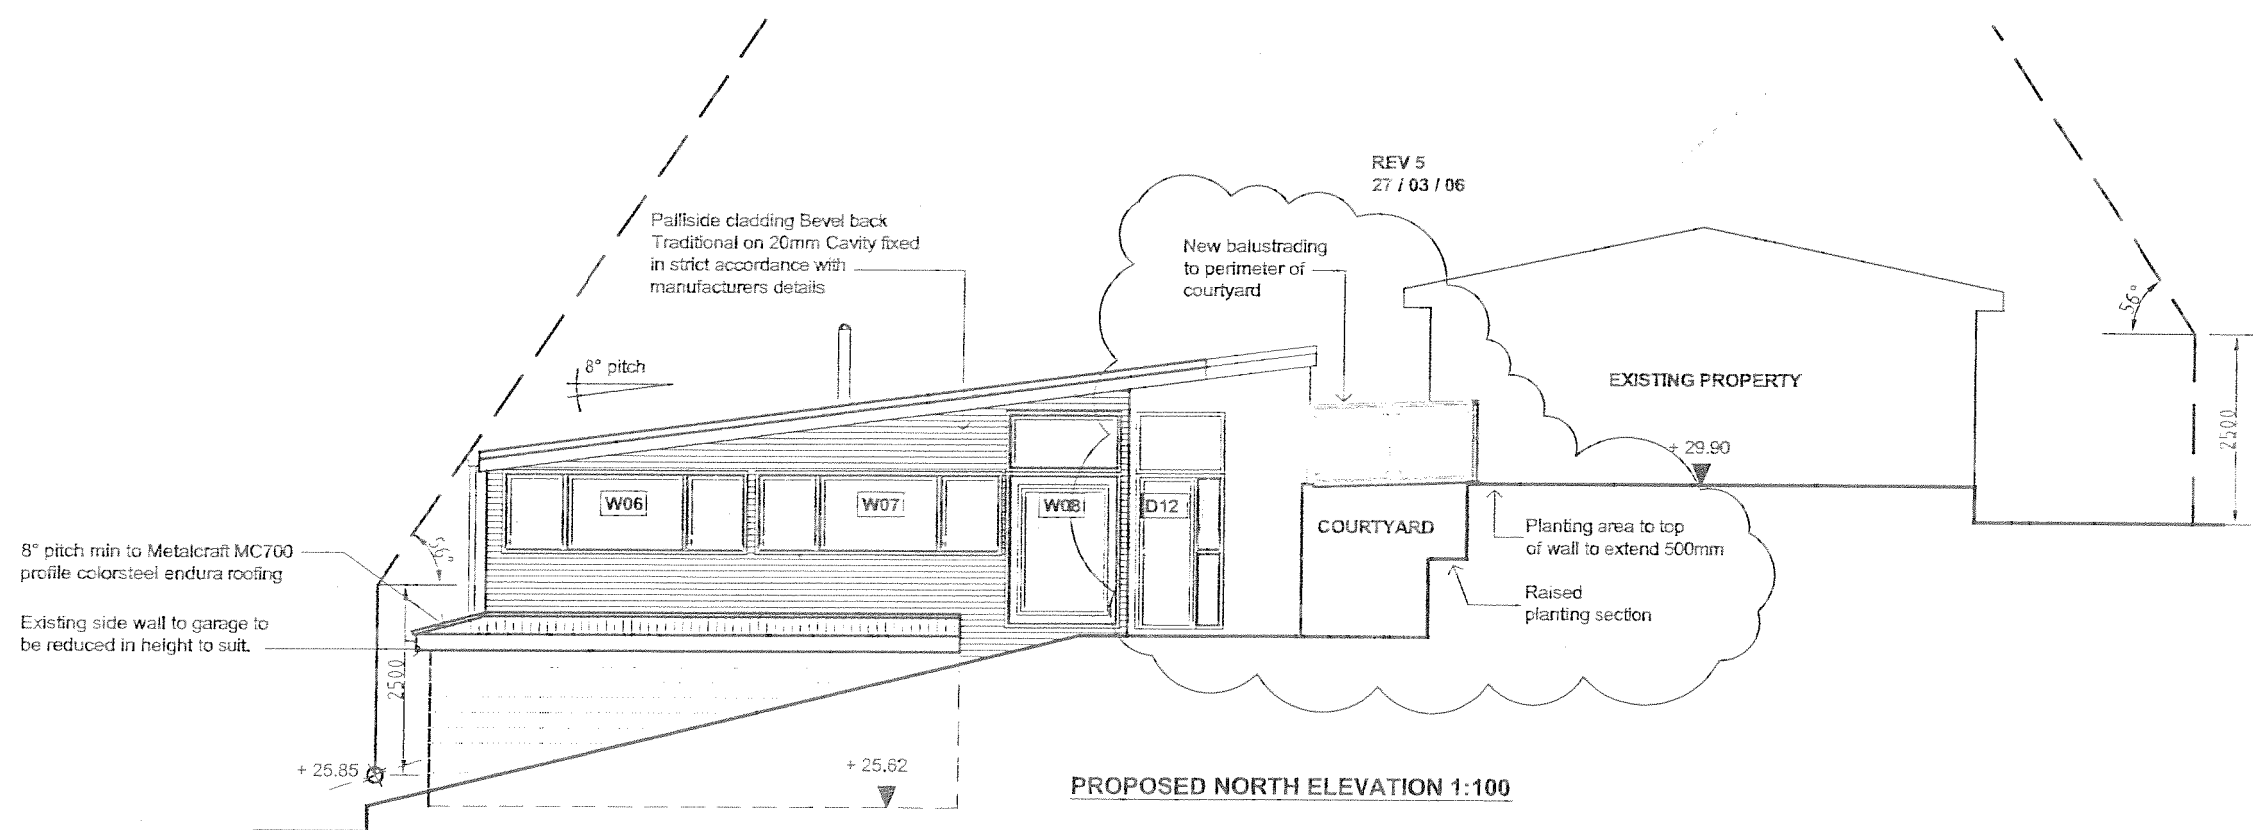 REV 5
27 / 03 / 06
Palliside cladding Bevel back
Traditional on 20mm Cavity fixed
in strict accordance with
manufacturers details
New balustrading
to perimeter of
courtyard
8° pitch
56°
2500
EXISTING PROPERTY
+ 29.90
W06
W07
W08
D12
COURTYARD
Planting area to top
of wall to extend 500mm
Raised
planting section
8° pitch min to Metalcraft MC700
profile colorsteel endura roofing
56°
Existing side wall to garage to
be reduced in height to suit.
2500
+ 25.85
+ 25.62
PROPOSED NORTH ELEVATION 1:100